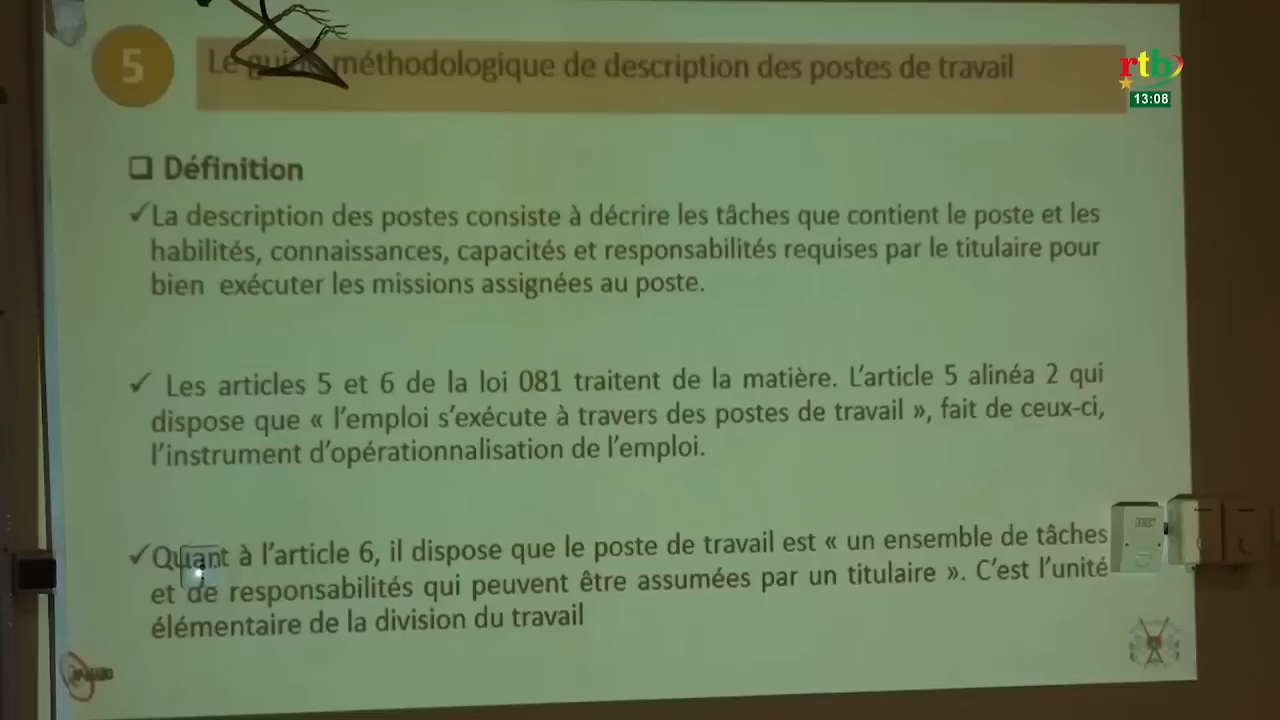 5
Le guide méthodologique de description des postes de travail
rtb
13:08
❑ Définition
✓La description des postes consiste à décrire les tâches que contient le poste et les
habilités, connaissances, capacités et responsabilités requises par le titulaire pour
bien exécuter les missions assignées au poste.
✓ Les articles 5 et 6 de la loi 081 traitent de la matière. L’article 5 alinéa 2 qui
dispose que « l’emploi s’exécute à travers des postes de travail », fait de ceux-ci,
l’instrument d’opérationnalisation de l’emploi.
✓Quant à l’article 6, il dispose que le poste de travail est « un ensemble de tâches
et de responsabilités qui peuvent être assumées par un titulaire ». C’est l’unité
élémentaire de la division du travail